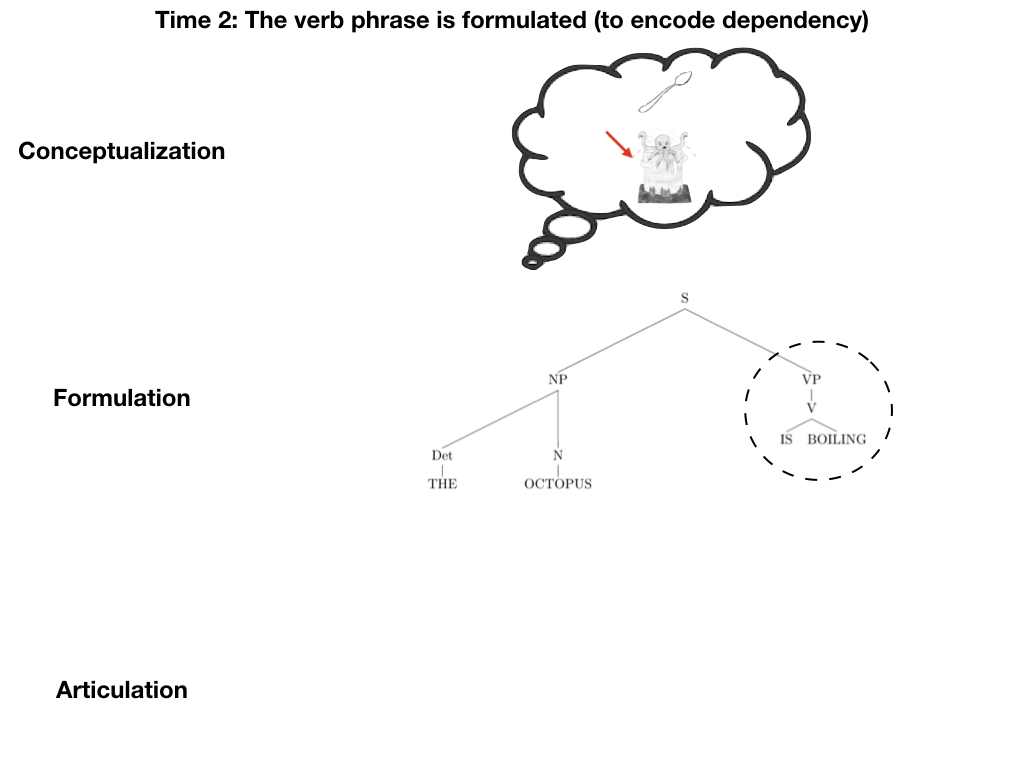 Time 2: The verb phrase is formulated (to encode dependency)
Conceptualization
S
Formulation
NP
VP
V
IS BOILING
Det
N
THE
OCTOPUS
Articulation